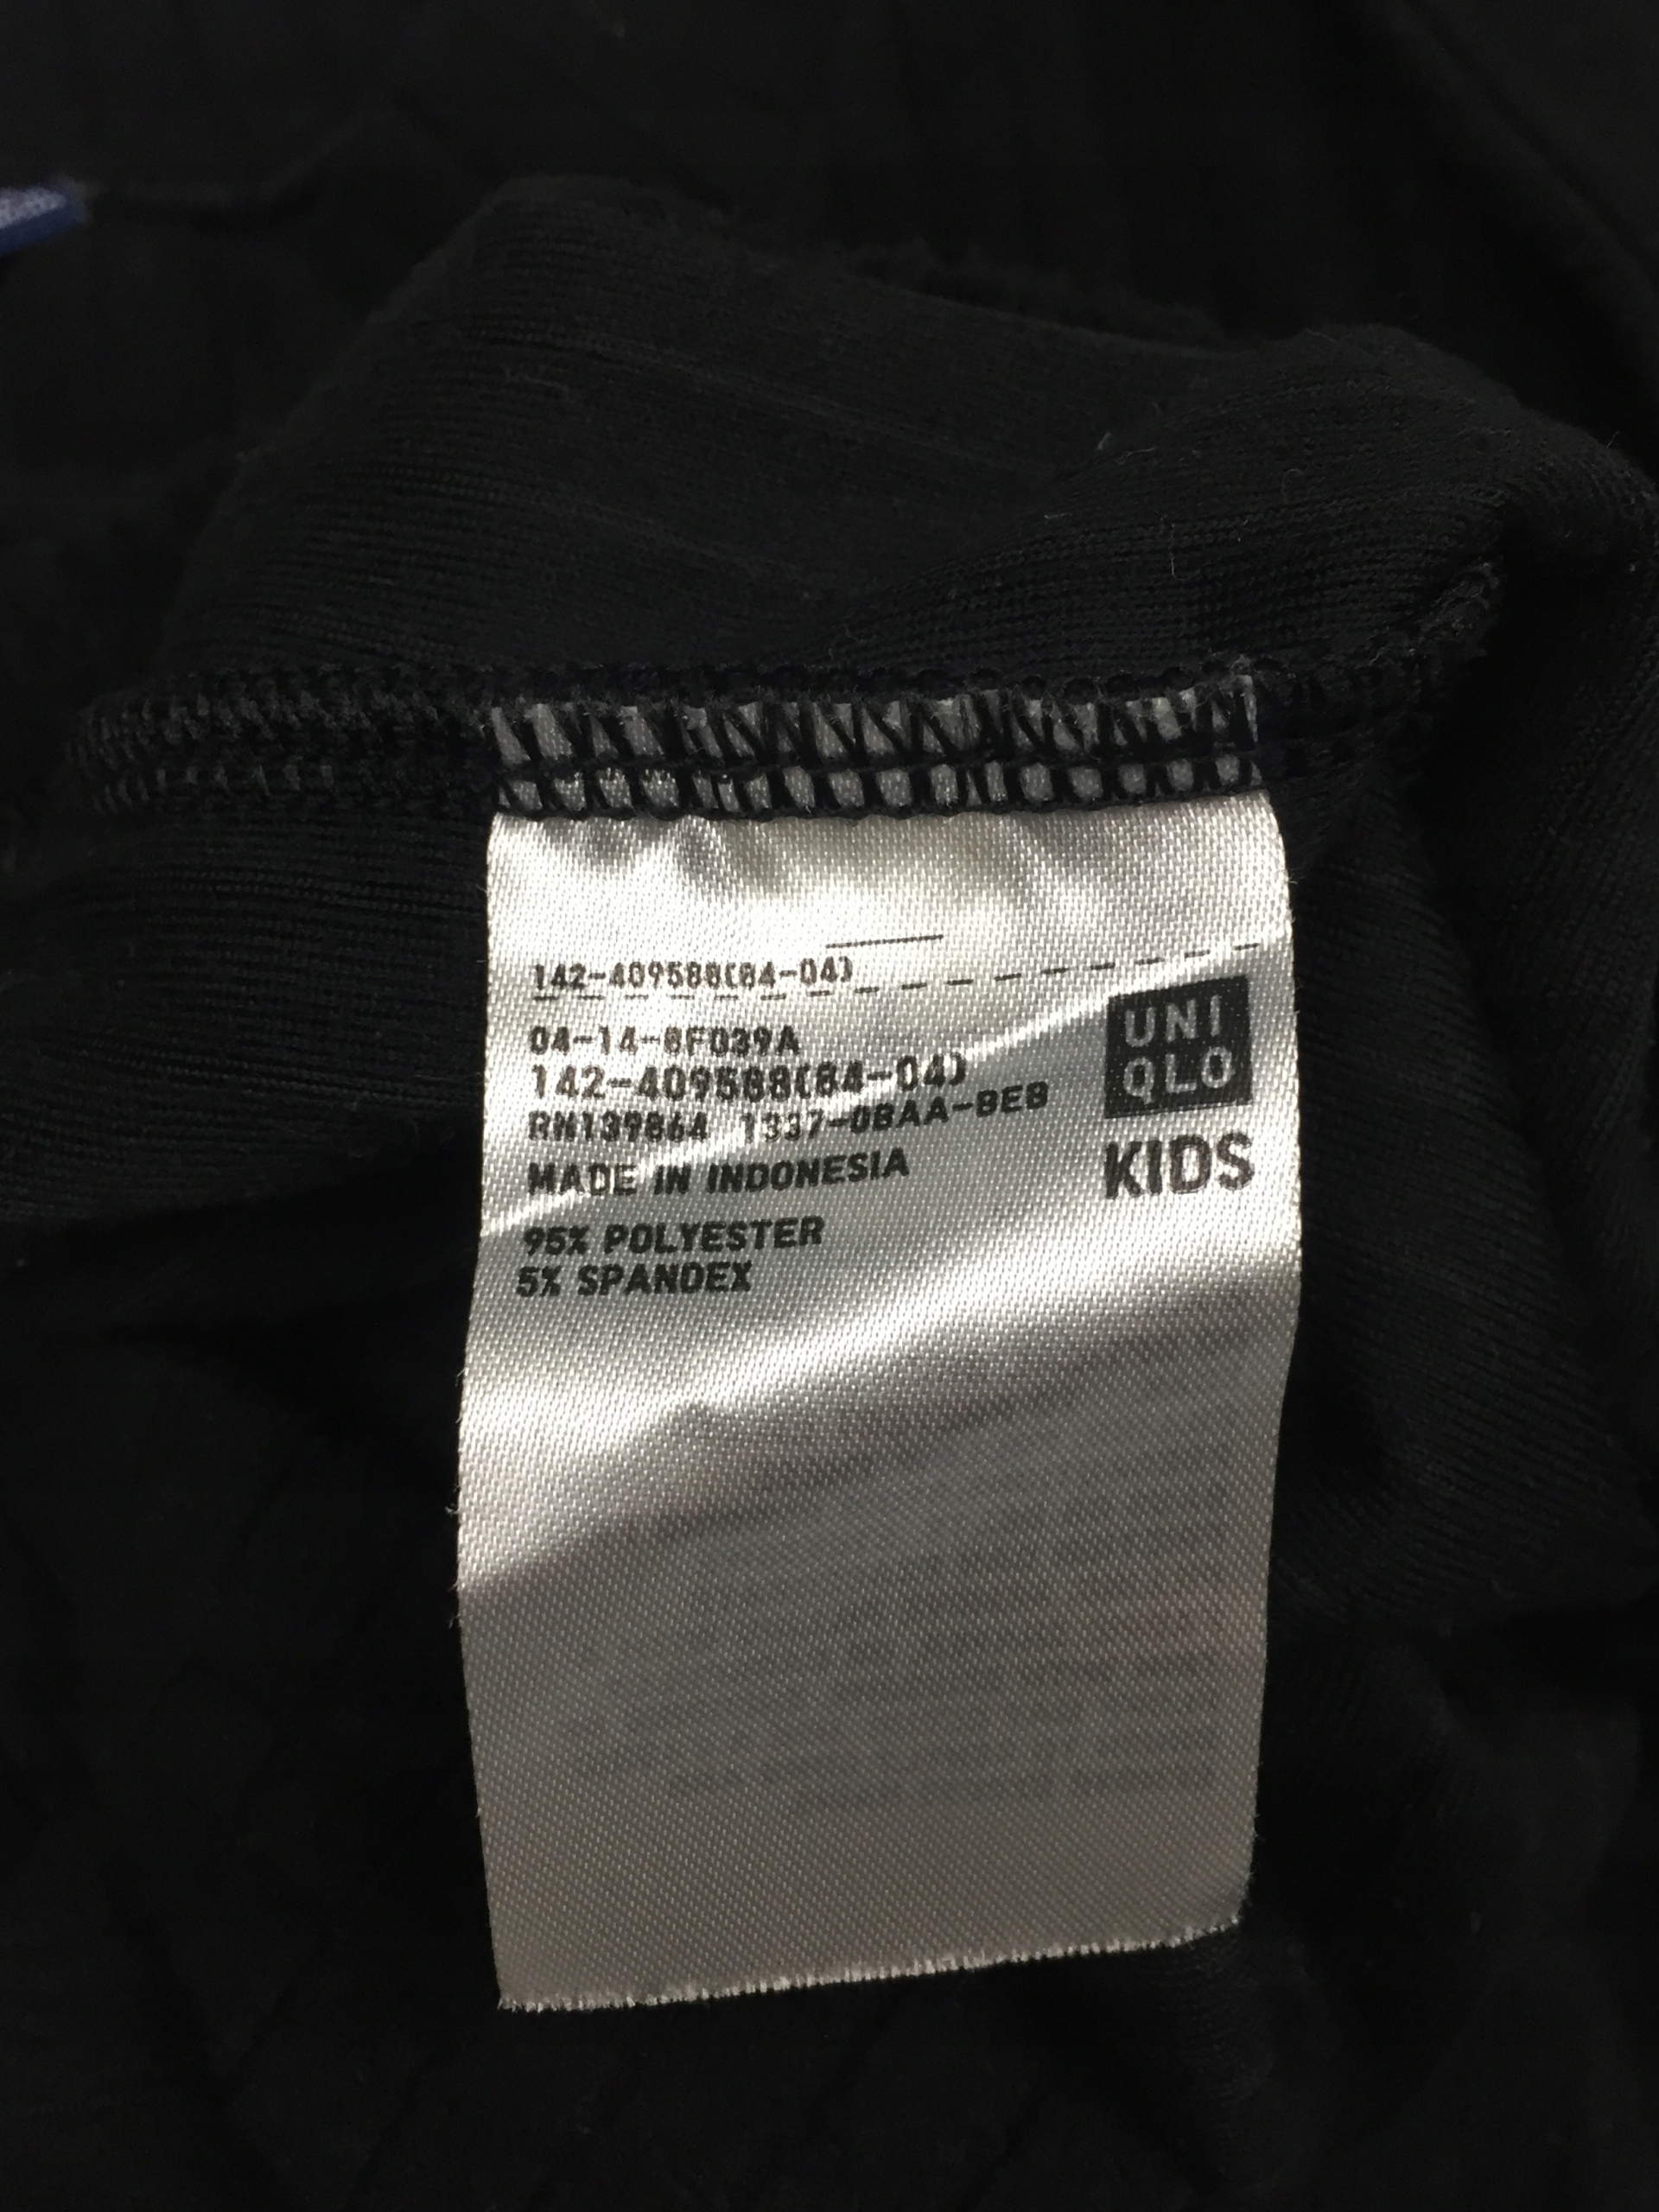 142-409588(84-04)
04-14-8F039A
142-409588(84-04)
RN139864 1337-0BAA-BEB
MADE IN INDONESIA
95% POLYESTER
5% SPANDEX
UNI
QLO
KIDS